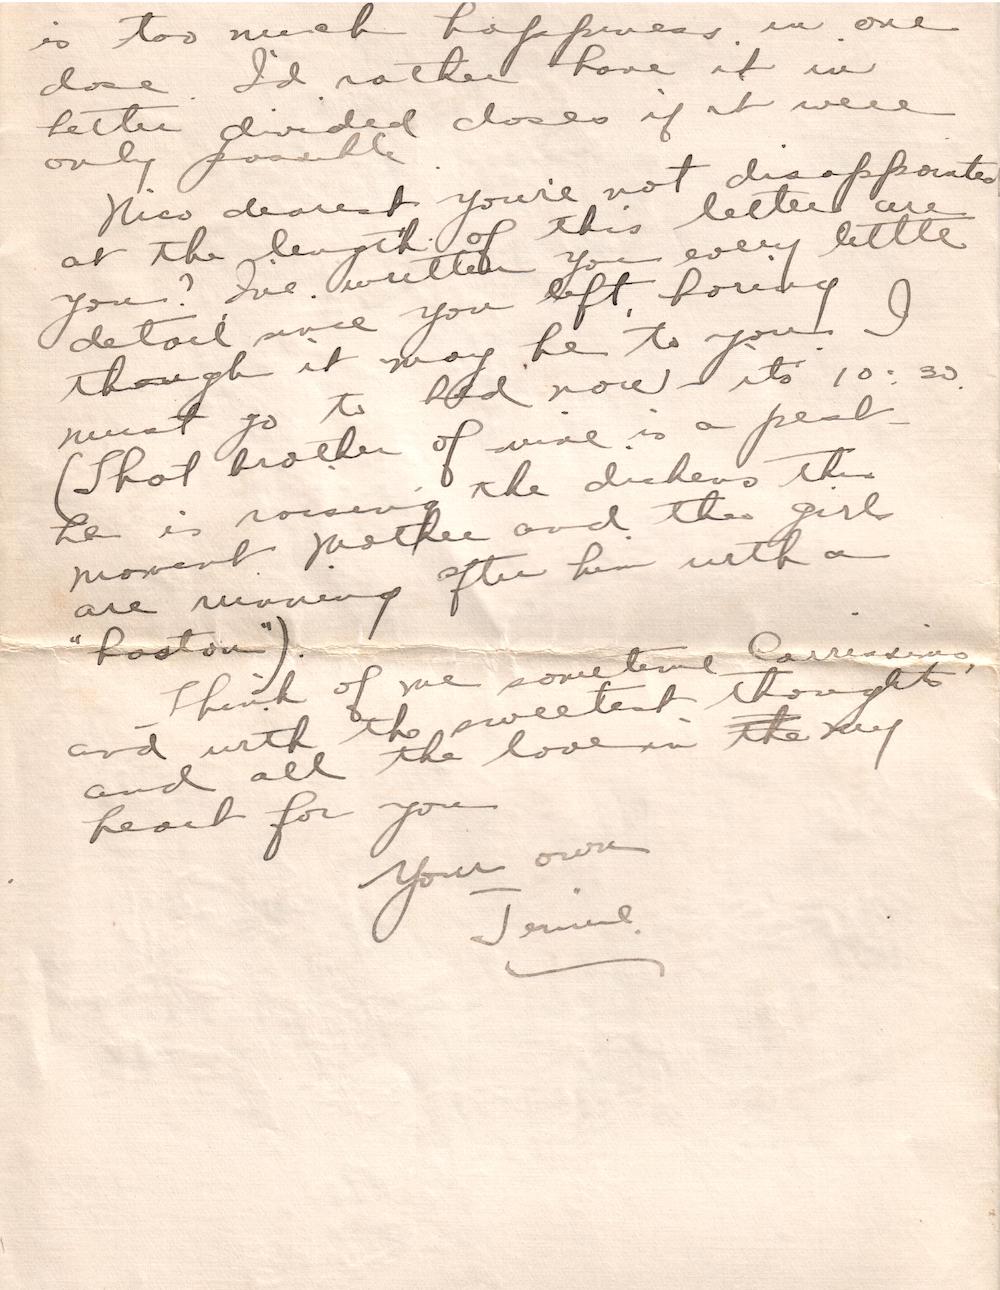 is too much happiness in one
dose. I'd rather have it in
better divided doses if it were
only possible.
Nico dearest you're not disappointed
at the length of this letter are
you? I've written you every little
detail since you left, boring
though it may be to you. I
must go to bed now - its 10:30.
(That brother of mine is a pest -
he is raising the dickens this
moment Mother and the girls
are running after him with a
"baston").
Think of me sometime Carrissimo,
and with the sweetest thoughts
and all the love in the my
heart for you
Your own
Jennie.